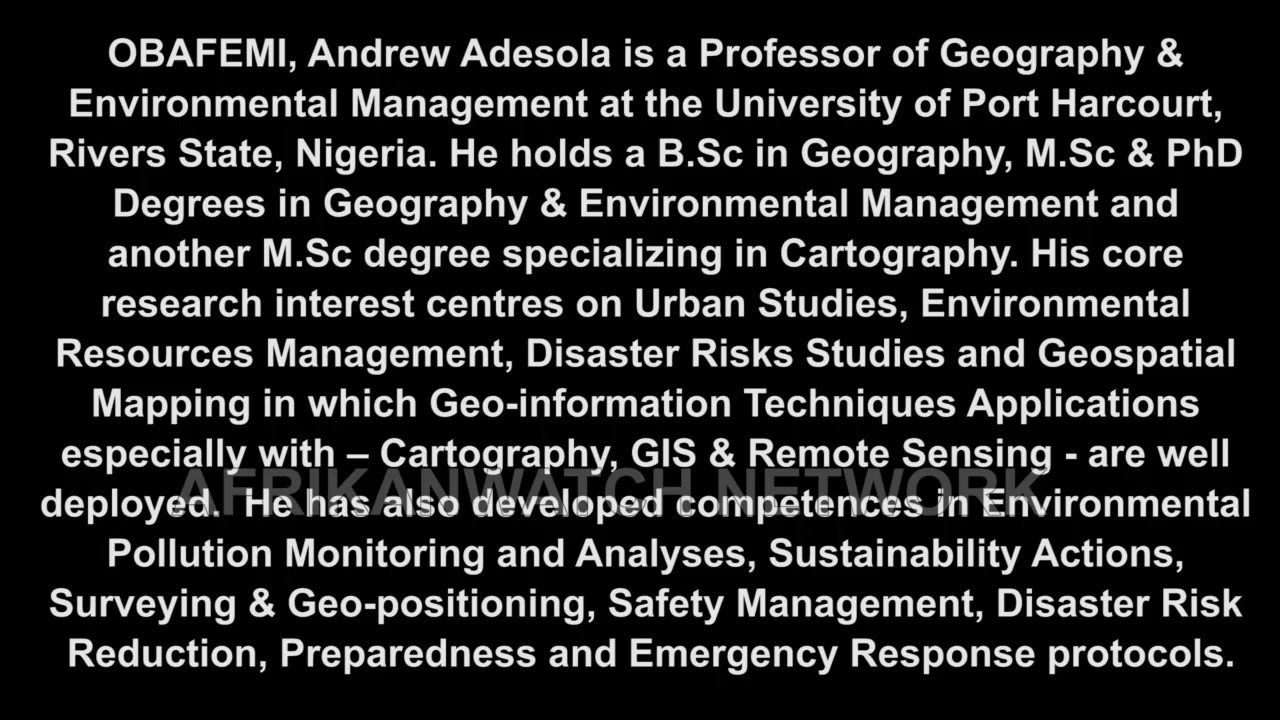 OBAFEMI, Andrew Adesola is a Professor of Geography &
Environmental Management at the University of Port Harcourt,
Rivers State, Nigeria. He holds a B.Sc in Geography, M.Sc & PhD
Degrees in Geography & Environmental Management and
another M.Sc degree specializing in Cartography. His core
research interest centres on Urban Studies, Environmental
Resources Management, Disaster Risks Studies and Geospatial
Mapping in which Geo-information Techniques Applications
especially with – Cartography, GIS & Remote Sensing - are well
AFRIKANWATCH NETWORK
deployed.  He has also developed competences in Environmental
Pollution Monitoring and Analyses, Sustainability Actions,
Surveying & Geo-positioning, Safety Management, Disaster Risk
Reduction, Preparedness and Emergency Response protocols.